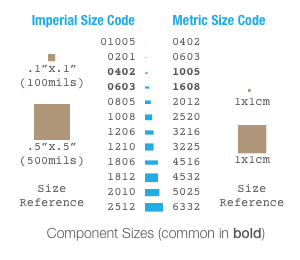 Imperial Size Code Metric Size Code
01005 0402
0201 0603
.1”x.1”
(100mils)
0402 1005
0603 1608
1x1cm
0805 2012
1008 2520
1206 3216
1210 3225
.5”x.5”
(500mils)
1x1cm
1806 4516
1812 4532
2010 5025
2512 6332
Size
Reference
Size
Reference
Component Sizes (common in bold)